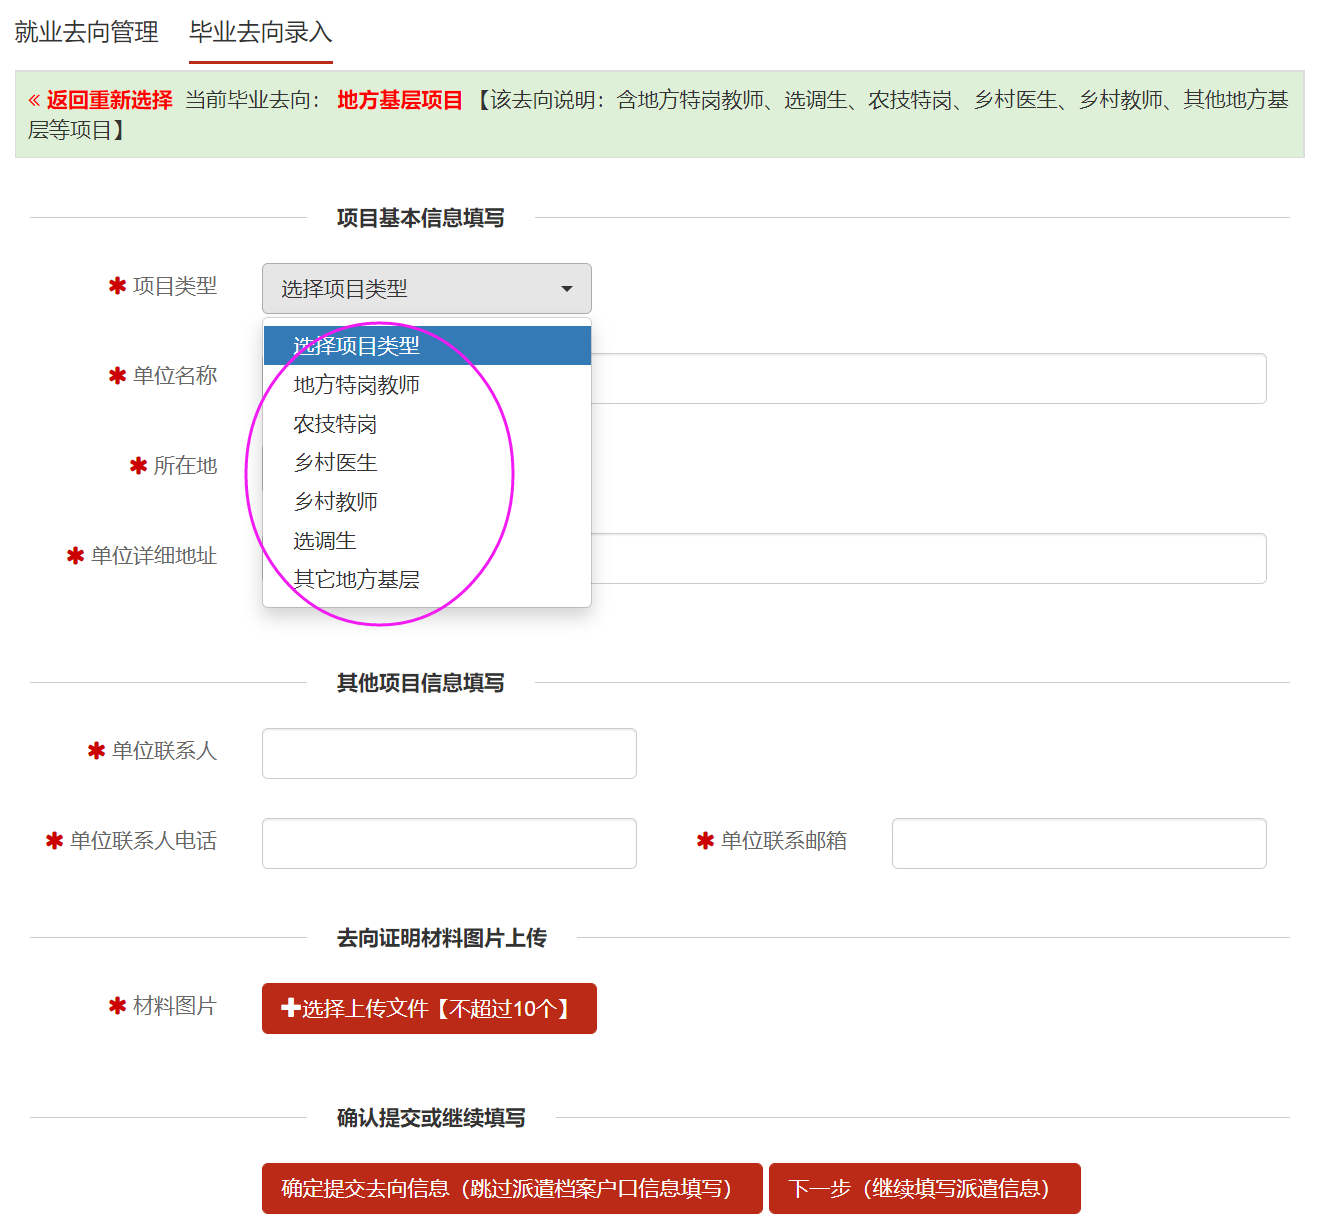 就业去向管理 毕业去向录入
« 返回重新选择 当前毕业去向： 地方基层项目 【该去向说明：含地方特岗教师、选调生、农技特岗、乡村医生、乡村教师、其他地方基
层等项目】
项目基本信息填写
✱ 项目类型 选择项目类型
选择项目类型
✱ 单位名称
地方特岗教师
农技特岗
✱ 所在地
乡村医生
乡村教师
选调生
✱ 单位详细地址
其它地方基层
其他项目信息填写
✱ 单位联系人
✱ 单位联系人电话 ✱ 单位联系邮箱
去向证明材料图片上传
✱ 材料图片 ✚选择上传文件【不超过10个】
确认提交或继续填写
确定提交去向信息（跳过派遣档案户口信息填写） 下一步（继续填写派遣信息）